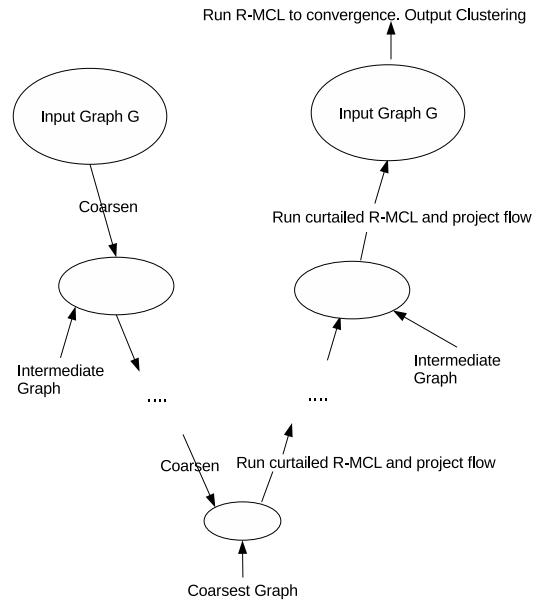 Run R-MCL to convergence. Output Clustering
Input Graph G
Input Graph G
Coarsen
Run curtailed R-MCL and project flow
Intermediate
Graph
Intermediate
Graph
....
....
Coarsen
Run curtailed R-MCL and project flow
Coarsest Graph